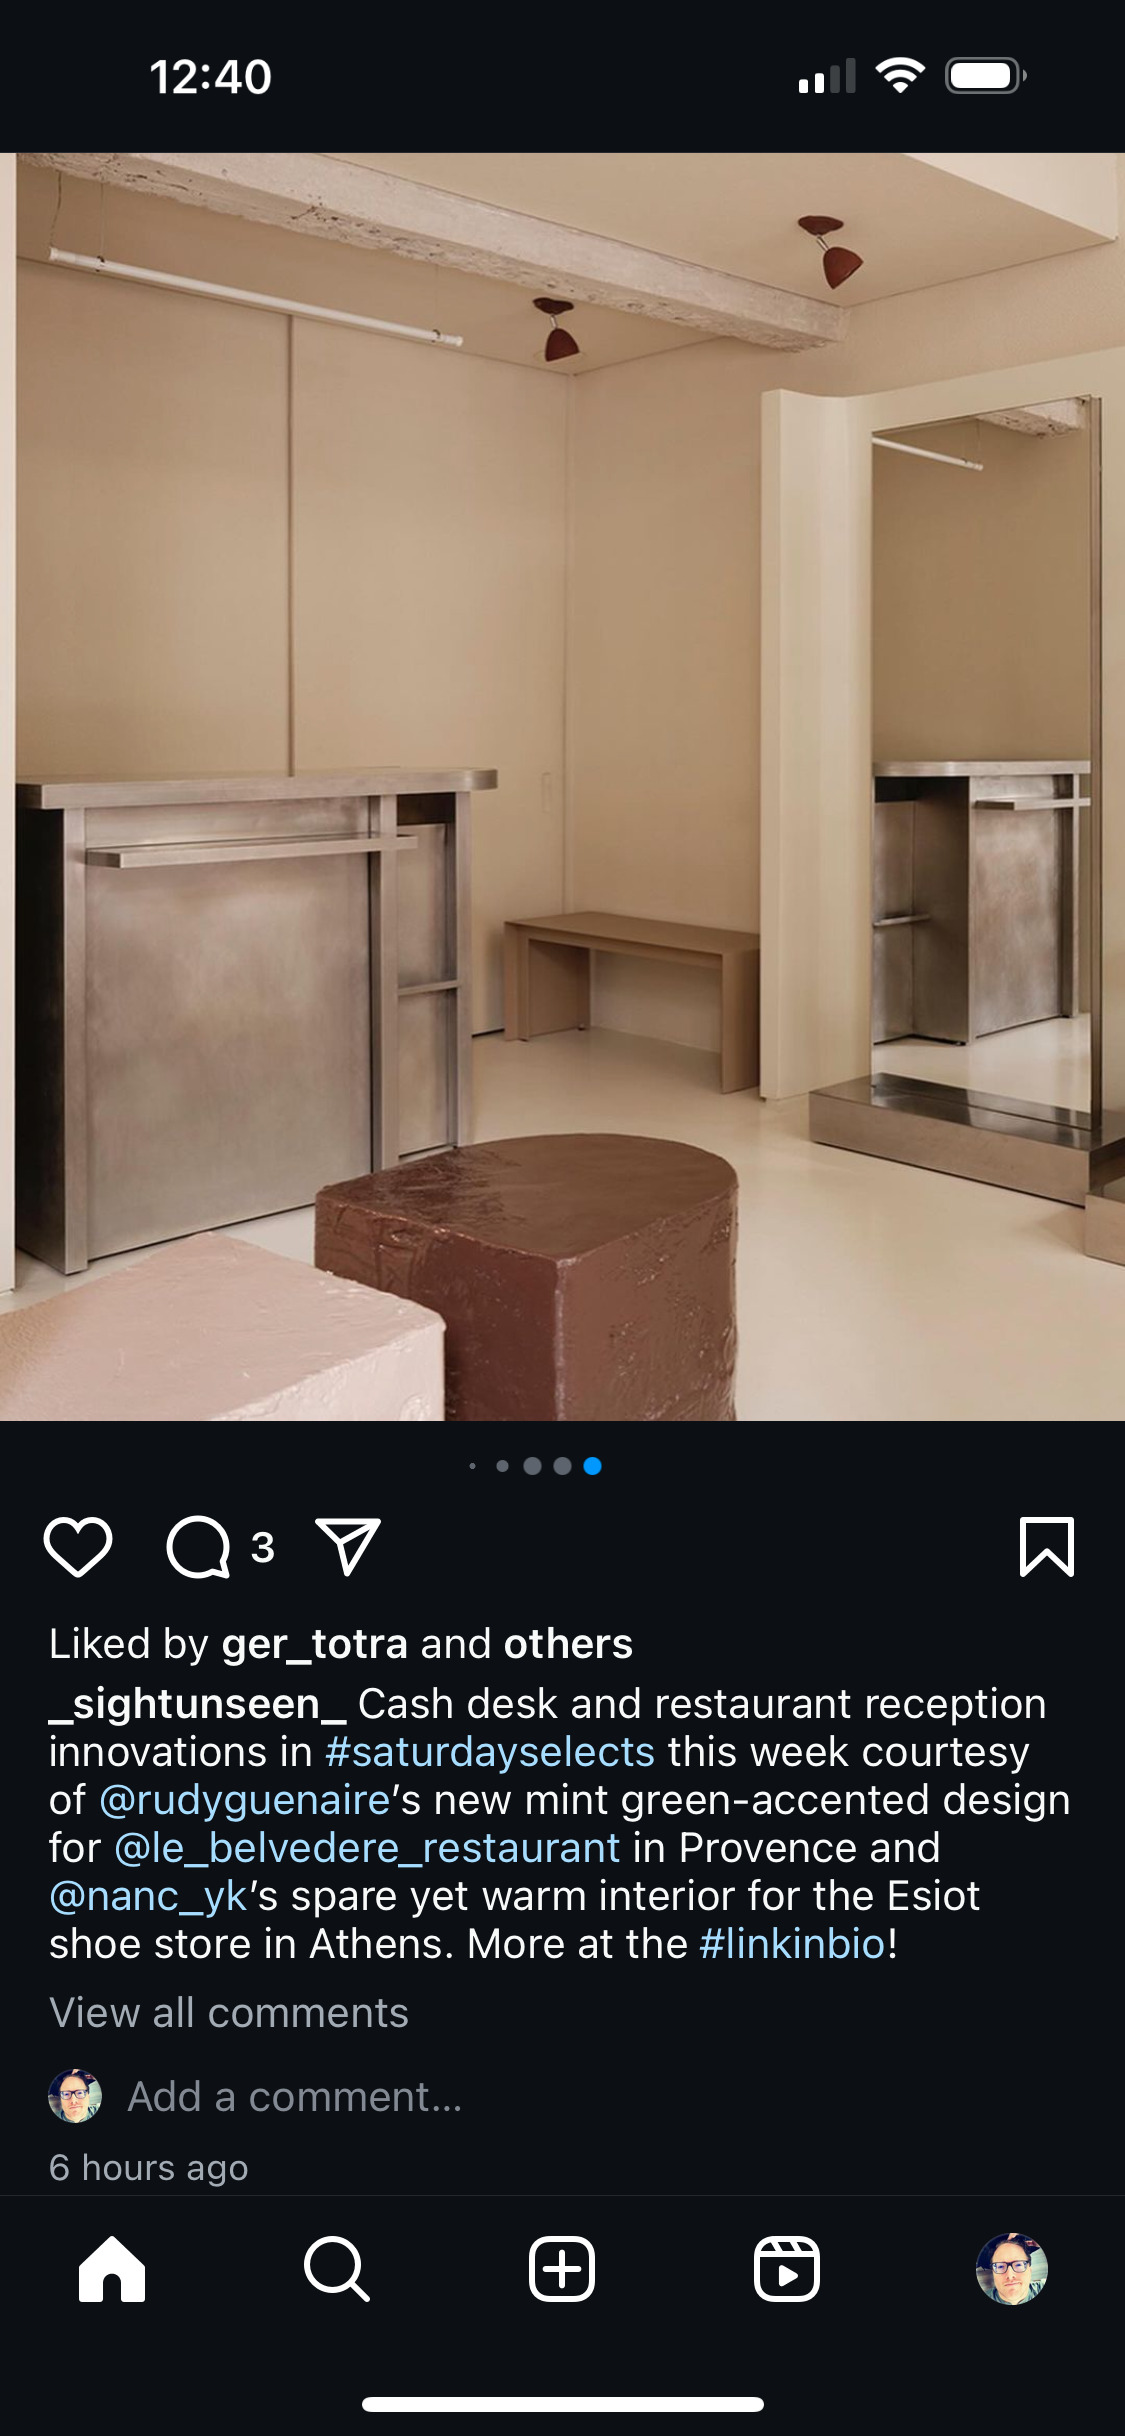 12:40
3
Liked by ger_totra and others
_sightunseen_ Cash desk and restaurant reception
innovations in #saturdayselects this week courtesy
of @rudyguenaire’s new mint green-accented design
for @le_belvedere_restaurant in Provence and
@nanc_yk’s spare yet warm interior for the Esiot
shoe store in Athens. More at the #linkinbio!
View all comments
Add a comment...
6 hours ago